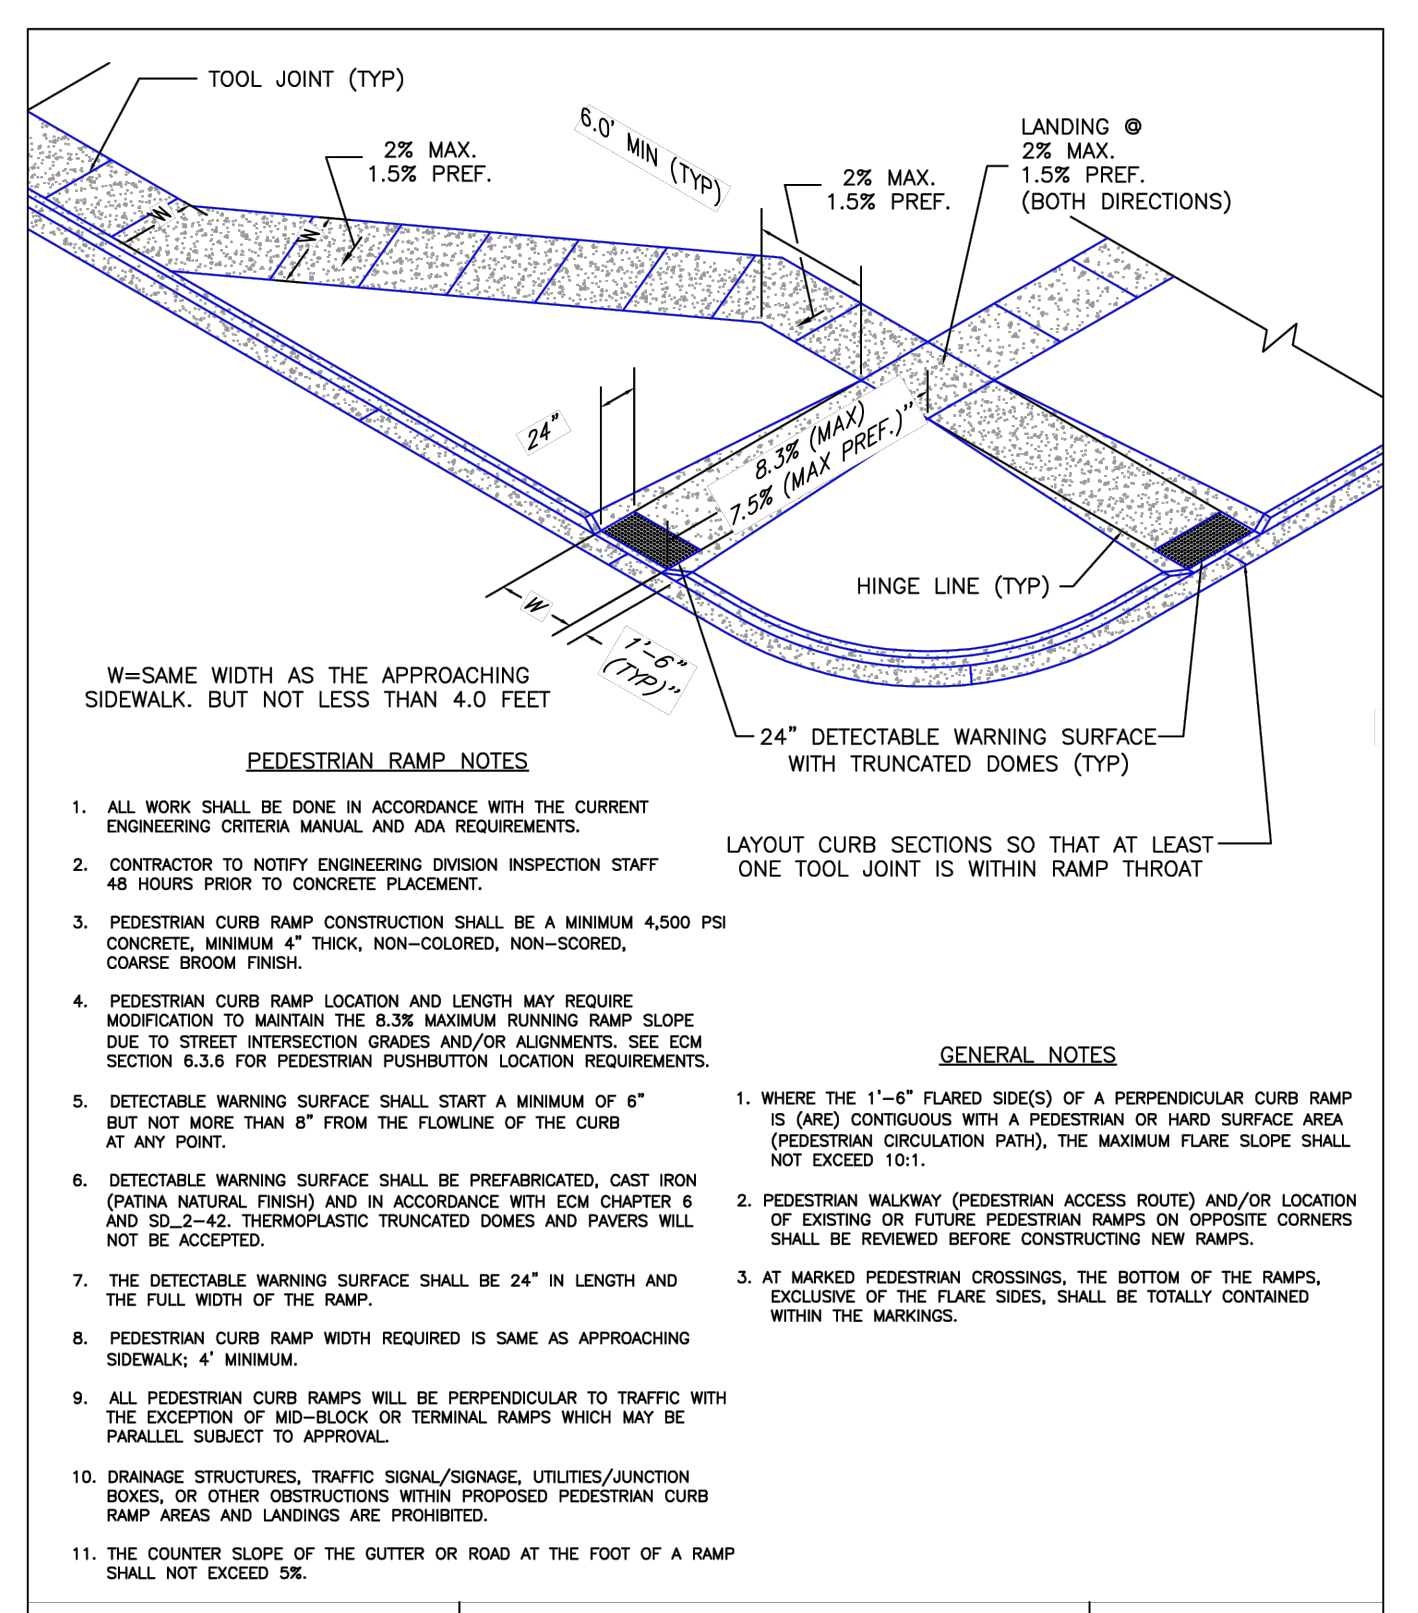 TOOL JOINT (TYP)
2% MAX.
1.5% PREF.
6.0' MIN (TYP)
2% MAX.
1.5% PREF.
LANDING @
2% MAX.
1.5% PREF.
(BOTH DIRECTIONS)
W
W
24"
8.3% (MAX)
7.5% (MAX PREF.)"
HINGE LINE (TYP)
W
1'-6"
(TYP)"
W=SAME WIDTH AS THE APPROACHING
SIDEWALK. BUT NOT LESS THAN 4.0 FEET
24" DETECTABLE WARNING SURFACE
WITH TRUNCATED DOMES (TYP)
LAYOUT CURB SECTIONS SO THAT AT LEAST
ONE TOOL JOINT IS WITHIN RAMP THROAT
PEDESTRIAN RAMP NOTES
1. ALL WORK SHALL BE DONE IN ACCORDANCE WITH THE CURRENT
ENGINEERING CRITERIA MANUAL AND ADA REQUIREMENTS.
2. CONTRACTOR TO NOTIFY ENGINEERING DIVISION INSPECTION STAFF
48 HOURS PRIOR TO CONCRETE PLACEMENT.
3. PEDESTRIAN CURB RAMP CONSTRUCTION SHALL BE A MINIMUM 4,500 PSI
CONCRETE, MINIMUM 4" THICK, NON-COLORED, NON-SCORED,
COARSE BROOM FINISH.
4. PEDESTRIAN CURB RAMP LOCATION AND LENGTH MAY REQUIRE
MODIFICATION TO MAINTAIN THE 8.3% MAXIMUM RUNNING RAMP SLOPE
DUE TO STREET INTERSECTION GRADES AND/OR ALIGNMENTS. SEE ECM
SECTION 6.3.6 FOR PEDESTRIAN PUSHBUTTON LOCATION REQUIREMENTS.
5. DETECTABLE WARNING SURFACE SHALL START A MINIMUM OF 6"
BUT NOT MORE THAN 8" FROM THE FLOWLINE OF THE CURB
AT ANY POINT.
6. DETECTABLE WARNING SURFACE SHALL BE PREFABRICATED, CAST IRON
(PATINA NATURAL FINISH) AND IN ACCORDANCE WITH ECM CHAPTER 6
AND SD_2-42. THERMOPLASTIC TRUNCATED DOMES AND PAVERS WILL
NOT BE ACCEPTED.
7. THE DETECTABLE WARNING SURFACE SHALL BE 24" IN LENGTH AND
THE FULL WIDTH OF THE RAMP.
8. PEDESTRIAN CURB RAMP WIDTH REQUIRED IS SAME AS APPROACHING
SIDEWALK; 4' MINIMUM.
9. ALL PEDESTRIAN CURB RAMPS WILL BE PERPENDICULAR TO TRAFFIC WITH
THE EXCEPTION OF MID-BLOCK OR TERMINAL RAMPS WHICH MAY BE
PARALLEL SUBJECT TO APPROVAL.
10. DRAINAGE STRUCTURES, TRAFFIC SIGNAL/SIGNAGE, UTILITIES/JUNCTION
BOXES, OR OTHER OBSTRUCTIONS WITHIN PROPOSED PEDESTRIAN CURB
RAMP AREAS AND LANDINGS ARE PROHIBITED.
11. THE COUNTER SLOPE OF THE GUTTER OR ROAD AT THE FOOT OF A RAMP
SHALL NOT EXCEED 5%.
GENERAL NOTES
1. WHERE THE 1'-6" FLARED SIDE(S) OF A PERPENDICULAR CURB RAMP
IS (ARE) CONTIGUOUS WITH A PEDESTRIAN OR HARD SURFACE AREA
(PEDESTRIAN CIRCULATION PATH), THE MAXIMUM FLARE SLOPE SHALL
NOT EXCEED 10:1.
2. PEDESTRIAN WALKWAY (PEDESTRIAN ACCESS ROUTE) AND/OR LOCATION
OF EXISTING OR FUTURE PEDESTRIAN RAMPS ON OPPOSITE CORNERS
SHALL BE REVIEWED BEFORE CONSTRUCTING NEW RAMPS.
3. AT MARKED PEDESTRIAN CROSSINGS, THE BOTTOM OF THE RAMPS,
EXCLUSIVE OF THE FLARE SIDES, SHALL BE TOTALLY CONTAINED
WITHIN THE MARKINGS.